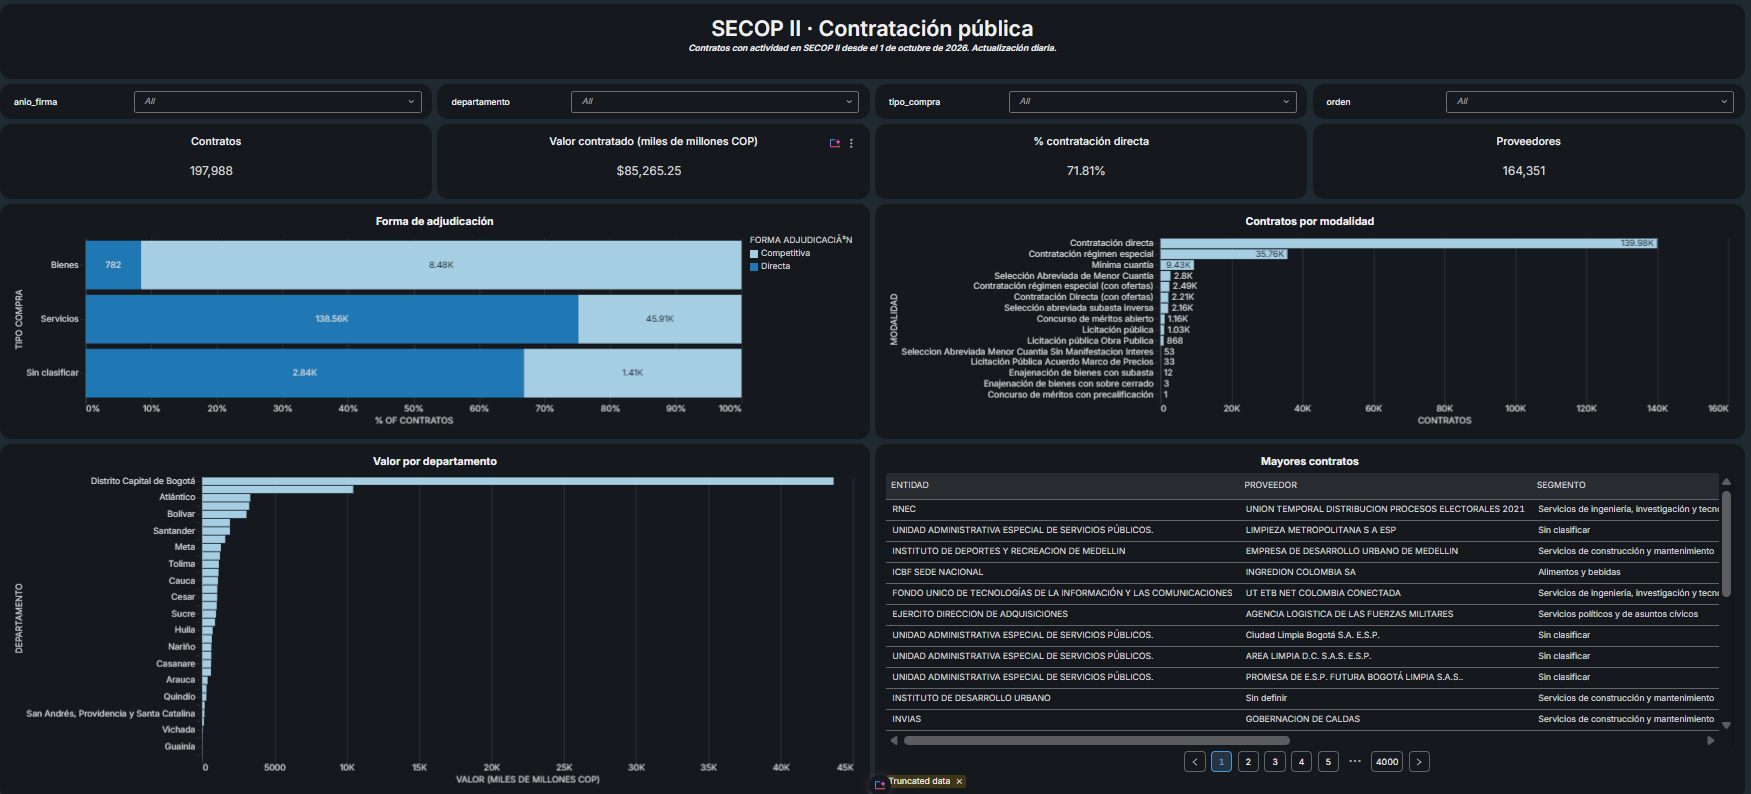 SECOP II · Contratación pública
Contratos con actividad en SECOP II desde el 1 de octubre de 2026. Actualización diaria.
anio_firma All
departamento All
tipo_compra All
orden All
Contratos
197,988
Valor contratado (miles de millones COP)
$85,265.25
% contratación directa
71.81%
Proveedores
164,351
Forma de adjudicación
FORMA ADJUDICACIÃ³N
Competitiva
Directa
TIPO COMPRA
Bienes 782 8.48K
Servicios 138.56K 45.91K
Sin clasificar 2.84K 1.41K
0% 10% 20% 30% 40% 50% 60% 70% 80% 90% 100%
% OF CONTRATOS
Contratos por modalidad
MODALIDAD
Contratación directa 139.98K
Contratación régimen especial 35.76K
Mínima cuantía 9.43K
Selección Abreviada de Menor Cuantía 2.8K
Contratación régimen especial (con ofertas) 2.49K
Contratación Directa (con ofertas) 2.21K
Selección abreviada subasta inversa 2.16K
Concurso de méritos abierto 1.16K
Licitación pública 1.03K
Licitación pública Obra Publica 868
Seleccion Abreviada Menor Cuantia Sin Manifestacion Interes 53
Licitación Pública Acuerdo Marco de Precios 33
Enajenación de bienes con subasta 12
Enajenación de bienes con sobre cerrado 3
Concurso de méritos con precalificación 1
0 20K 40K 60K 80K 100K 120K 140K 160K
CONTRATOS
Valor por departamento
DEPARTAMENTO
Distrito Capital de Bogotá
Atlántico
Bolívar
Santander
Meta
Tolima
Cauca
Cesar
Sucre
Huila
Nariño
Casanare
Arauca
Quindío
San Andrés, Providencia y Santa Catalina
Vichada
Guainía
0 5000 10K 15K 20K 25K 30K 35K 40K 45K
VALOR (MILES DE MILLONES COP)
Mayores contratos
ENTIDAD PROVEEDOR SEGMENTO
RNEC UNION TEMPORAL DISTRIBUCION PROCESOS ELECTORALES 2021 Servicios de ingeniería, investigación y tecno
UNIDAD ADMINISTRATIVA ESPECIAL DE SERVICIOS PÚBLICOS. LIMPIEZA METROPOLITANA S A ESP Sin clasificar
INSTITUTO DE DEPORTES Y RECREACION DE MEDELLIN EMPRESA DE DESARROLLO URBANO DE MEDELLIN Servicios de construcción y mantenimiento
ICBF SEDE NACIONAL INGREDION COLOMBIA SA Alimentos y bebidas
FONDO UNICO DE TECNOLOGÍAS DE LA INFORMACIÓN Y LAS COMUNICACIONES UT ETB NET COLOMBIA CONECTADA Servicios de ingeniería, investigación y tecno
EJERCITO DIRECCION DE ADQUISICIONES AGENCIA LOGISTICA DE LAS FUERZAS MILITARES Servicios políticos y de asuntos cívicos
UNIDAD ADMINISTRATIVA ESPECIAL DE SERVICIOS PÚBLICOS. Ciudad Limpia Bogotá S.A. E.S.P. Sin clasificar
UNIDAD ADMINISTRATIVA ESPECIAL DE SERVICIOS PÚBLICOS. AREA LIMPIA D.C. S.A.S. E.S.P. Sin clasificar
UNIDAD ADMINISTRATIVA ESPECIAL DE SERVICIOS PÚBLICOS. PROMESA DE E.S.P. FUTURA BOGOTÁ LIMPIA S.A.S.. Sin clasificar
INSTITUTO DE DESARROLLO URBANO Sin definir Servicios de construcción y mantenimiento
INVIAS GOBERNACION DE CALDAS Servicios de construcción y mantenimiento
1 2 3 4 5 ··· 4000
Truncated data